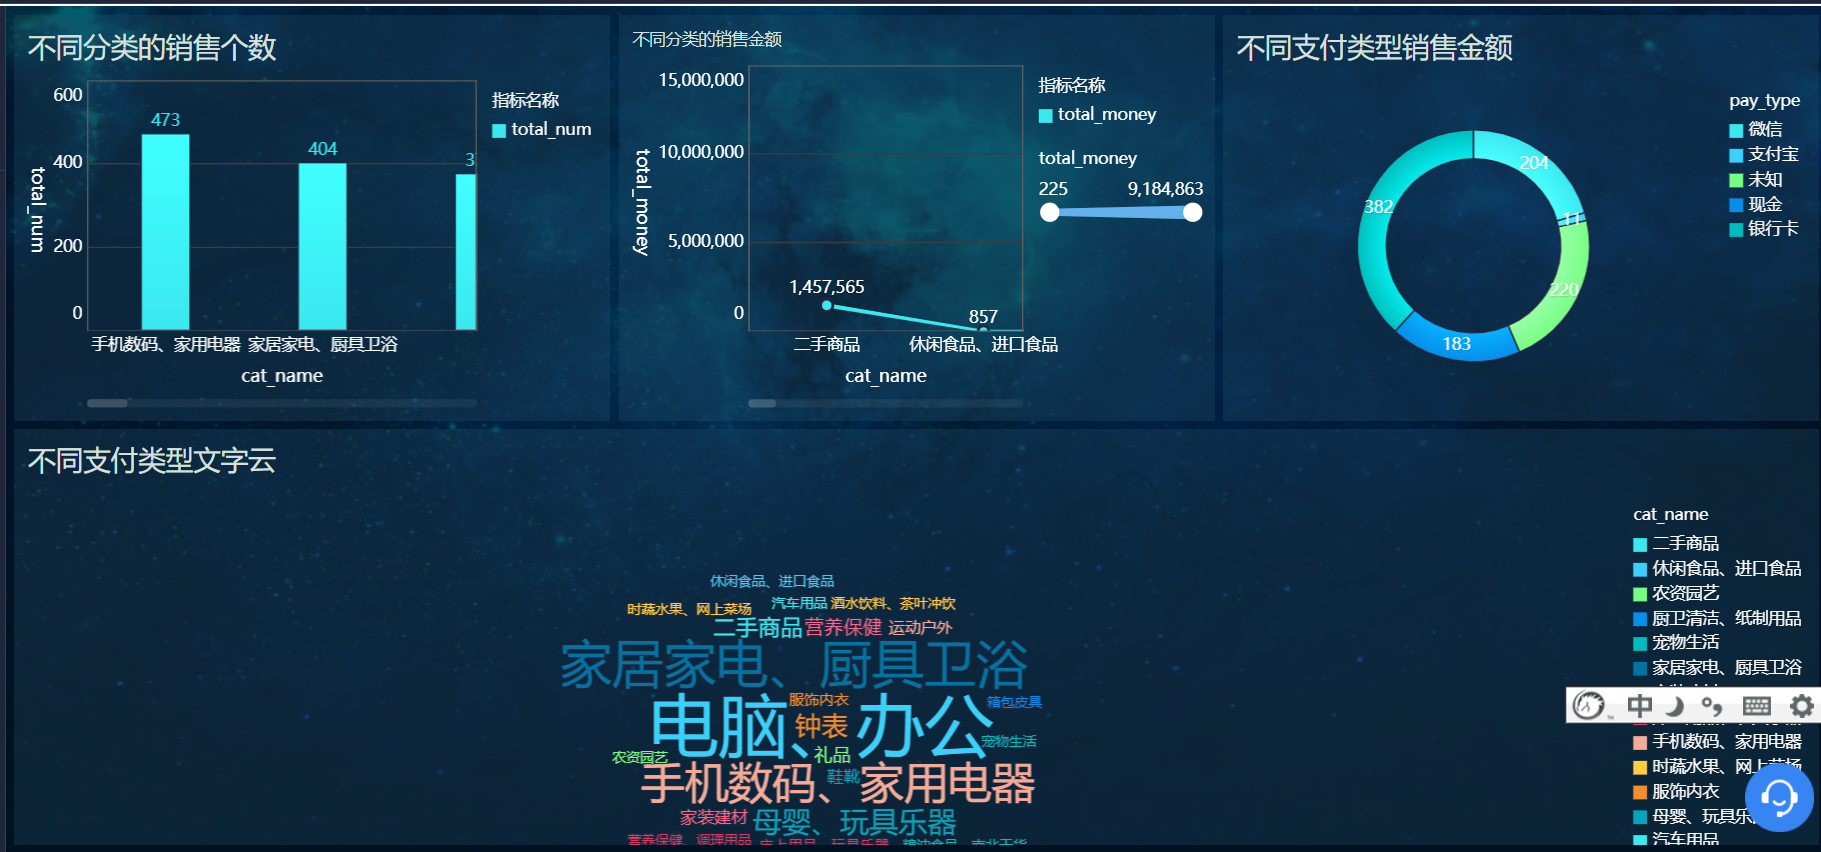 不同分类的销售个数
600
400
200
0
total_num
473
404
3
手机数码、家用电器
家居家电、厨具卫浴
cat_name
指标名称
total_num
不同分类的销售金额
15,000,000
10,000,000
5,000,000
0
total_money
1,457,565
857
二手商品
休闲食品、进口食品
cat_name
指标名称
total_money
total_money
225
9,184,863
不同支付类型销售金额
204
11
220
183
382
pay_type
微信
支付宝
未知
现金
银行卡
不同支付类型文字云
休闲食品、进口食品
时蔬水果、网上菜场
汽车用品
酒水饮料、茶叶冲饮
二手商品
营养保健
运动户外
家居家电、厨具卫浴
服饰内衣
箱包皮具
电脑、办公
钟表
宠物生活
农资园艺
礼品
手机数码、家用电器
鞋靴
家装建材
母婴、玩具乐器
cat_name
二手商品
休闲食品、进口食品
农资园艺
厨卫清洁、纸制用品
宠物生活
家居家电、厨具卫浴
中
手机数码、家用电器
时蔬水果、网上菜场
服饰内衣
母婴、玩具乐
汽车用品